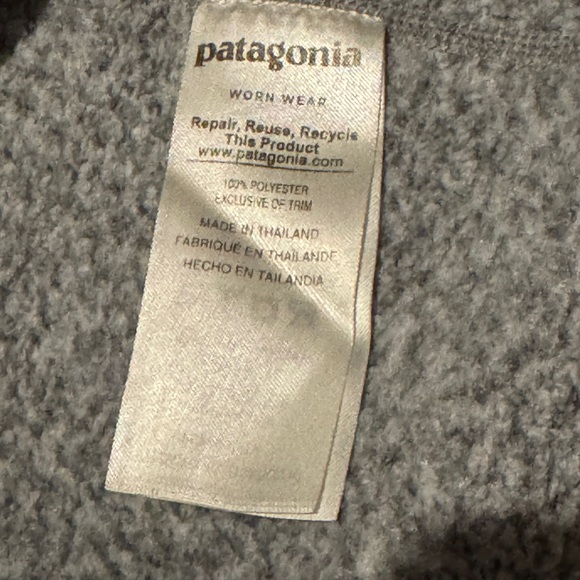 patagonia
WORN WEAR
Repair, Reuse, Recycle
This Product
www.patagonia.com
100% POLYESTER
EXCLUSIVE OF TRIM
MADE IN THAILAND
FABRIQUÉ EN THAÏLANDE
HECHO EN TAILANDIA